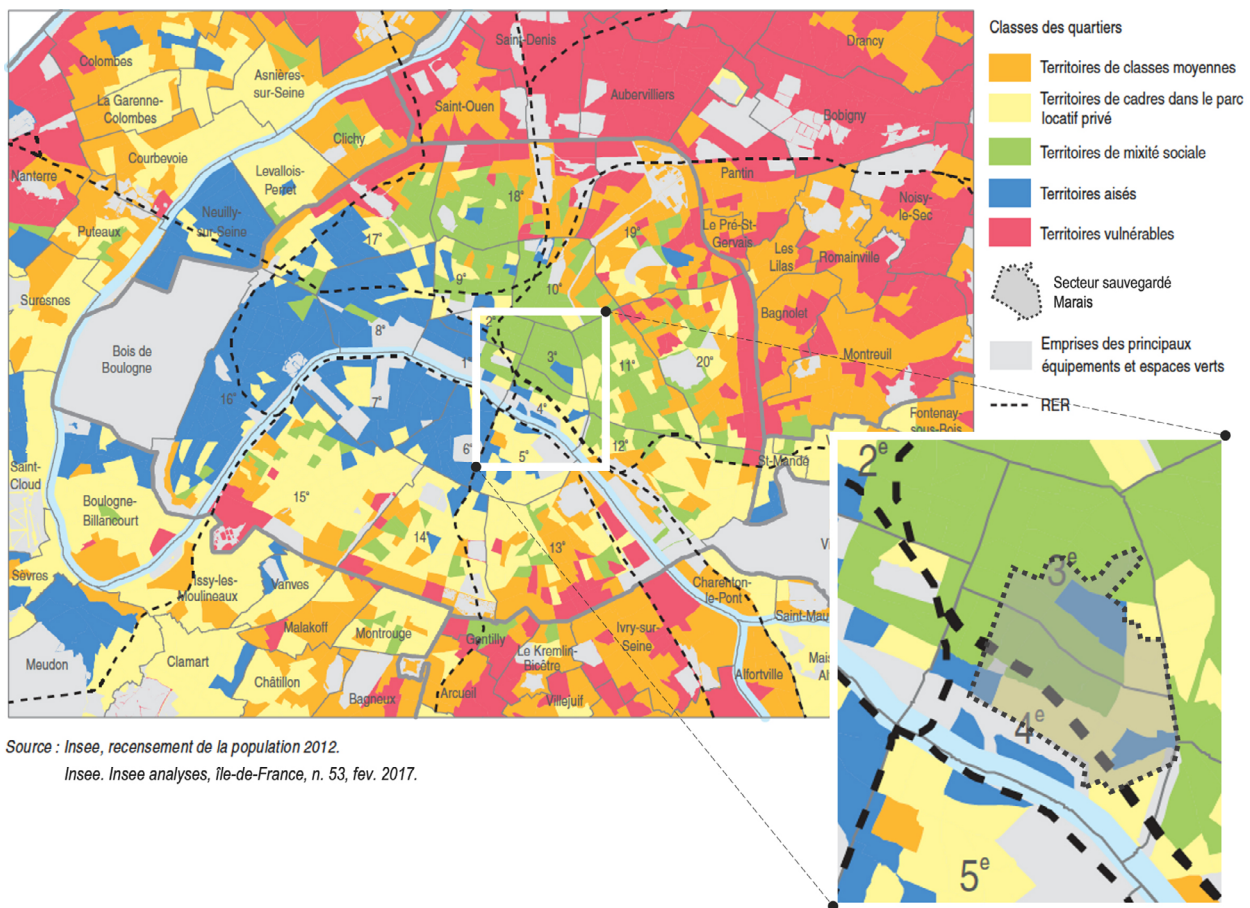 Saint-Denis
Drancy
Colombes
Asnières-
sur-Seine
La Garenne-
Colombes
Saint-Ouen
Aubervilliers
Bobigny
Clichy
Courbevoie
Nanterre
Levallois-
Perret
Pantin
Noisy-
le-Sec
Neuilly-
sur-Seine
18e
17e
19e
Le Pré-St-
Gervais
Les
Lilas
Romainville
Puteaux
9e
10e
Suresnes
Bagnolet
2e
8e
Bois de
Boulogne
1e
3e
11e
20e
Montreuil
16e
7e
4e
Fontenay-
sous-Bois
6e
5e
12e
St-Mandé
Saint-
Cloud
15e
Boulogne-
Billancourt
14e
13e
Sèvres
Issy-les-
Moulineaux
Vanves
Charenton-
le-Pont
Saint-Mau
Malakoff
Montrouge
Gentilly
Ivry-sur-
Seine
Le Kremlin-
Bicêtre
Meudon
Clamart
Châtillon
Bagneux
Arcueil
Villejuif
Alfortville
Classes des quartiers
Territoires de classes moyennes
Territoires de cadres dans le parc
locatif privé
Territoires de mixité sociale
Territoires aisés
Territoires vulnérables
Secteur sauvegardé
Marais
Emprises des principaux
équipements et espaces verts
RER
2e
3e
4e
5e
Source : Insee, recensement de la population 2012.
Insee. Insee analyses, île-de-France, n. 53, fev. 2017.